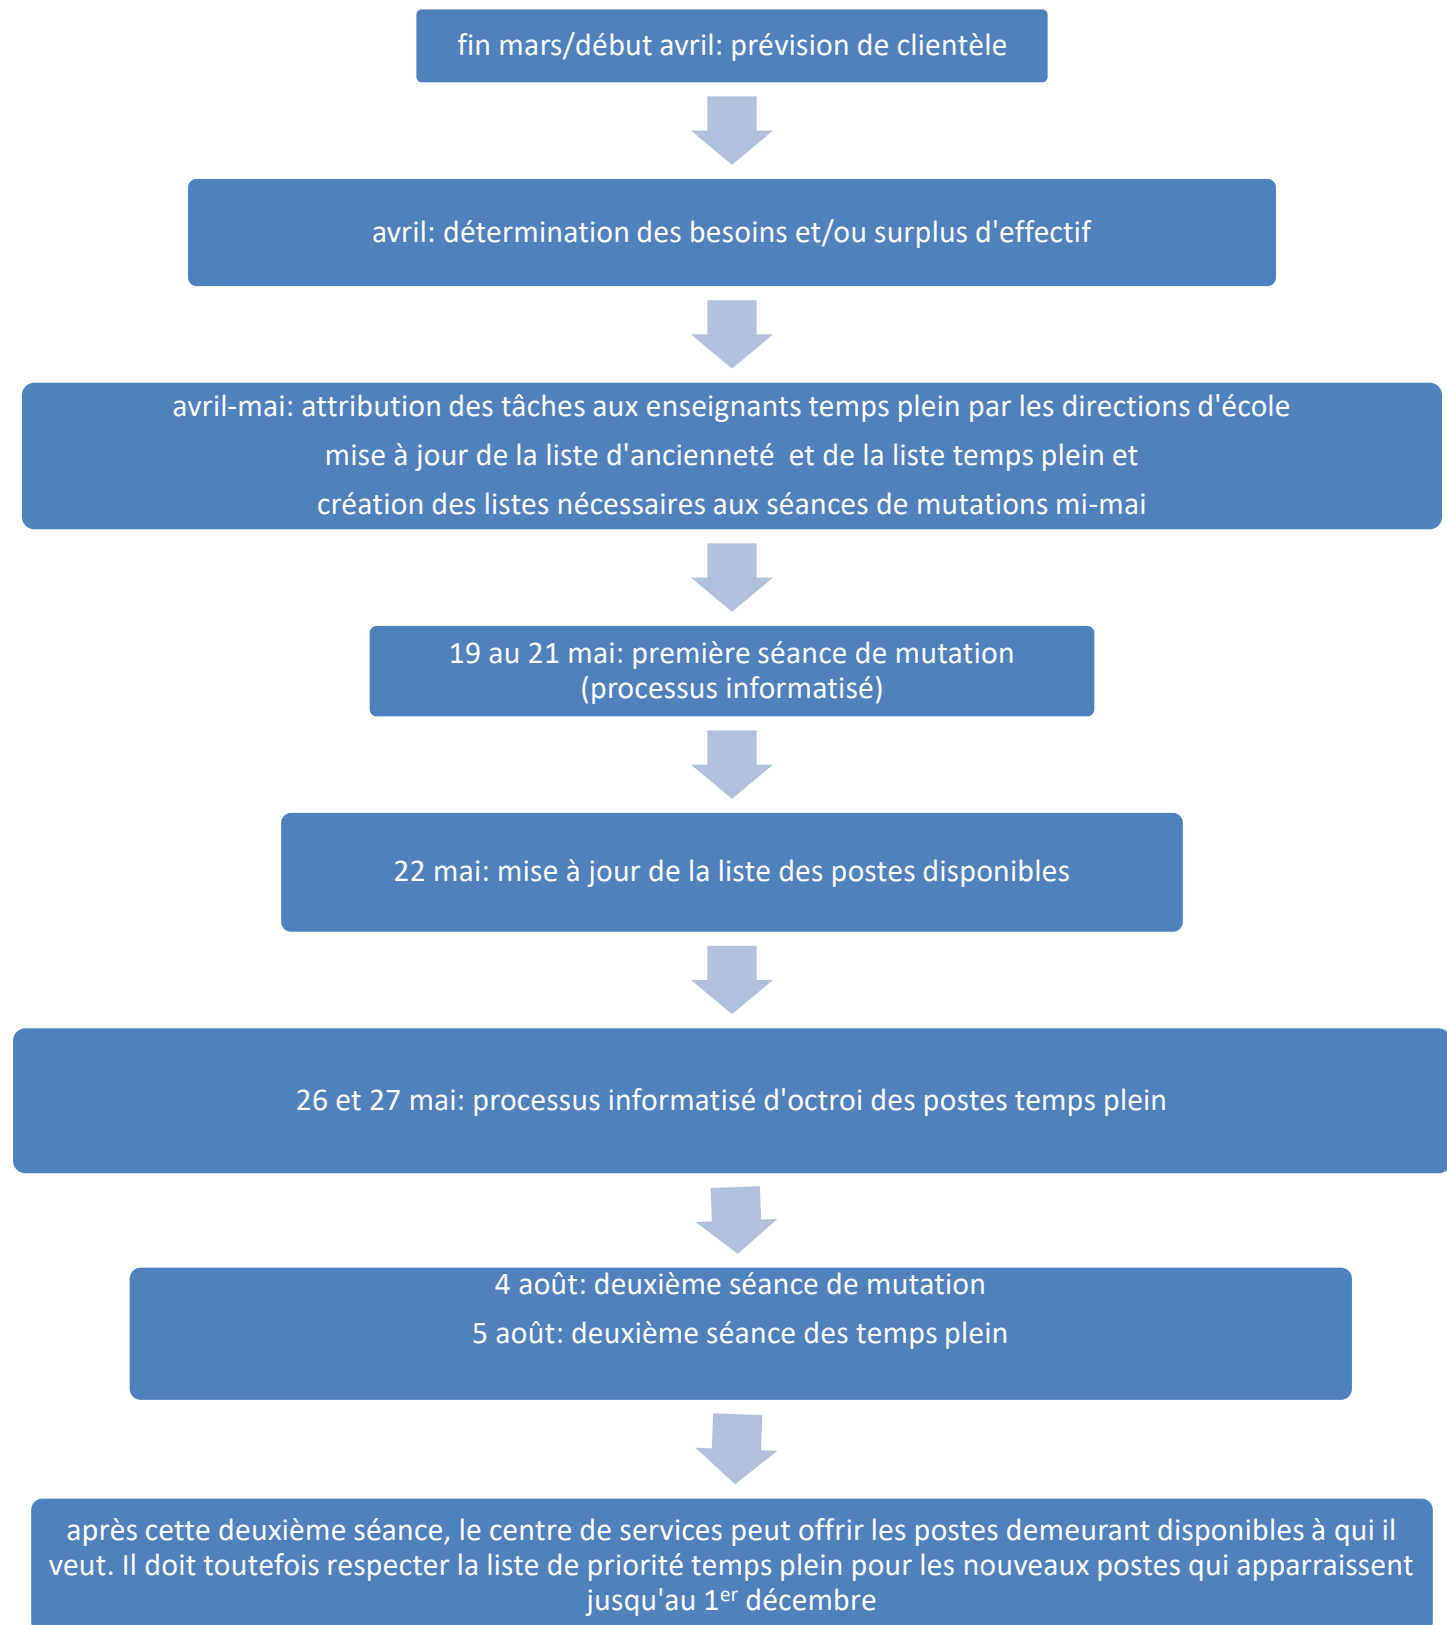 fin mars/début avril: prévision de clientèle
avril: détermination des besoins et/ou surplus d'effectif
avril-mai: attribution des tâches aux enseignants temps plein par les directions d'école
mise à jour de la liste d'ancienneté et de la liste temps plein et
création des listes nécessaires aux séances de mutations mi-mai
19 au 21 mai: première séance de mutation
(processus informatisé)
22 mai: mise à jour de la liste des postes disponibles
26 et 27 mai: processus informatisé d'octroi des postes temps plein
4 août: deuxième séance de mutation
5 août: deuxième séance des temps plein
après cette deuxième séance, le centre de services peut offrir les postes demeurant disponibles à qui il
veut. Il doit toutefois respecter la liste de priorité temps plein pour les nouveaux postes qui apparraissent
jusqu'au 1er décembre